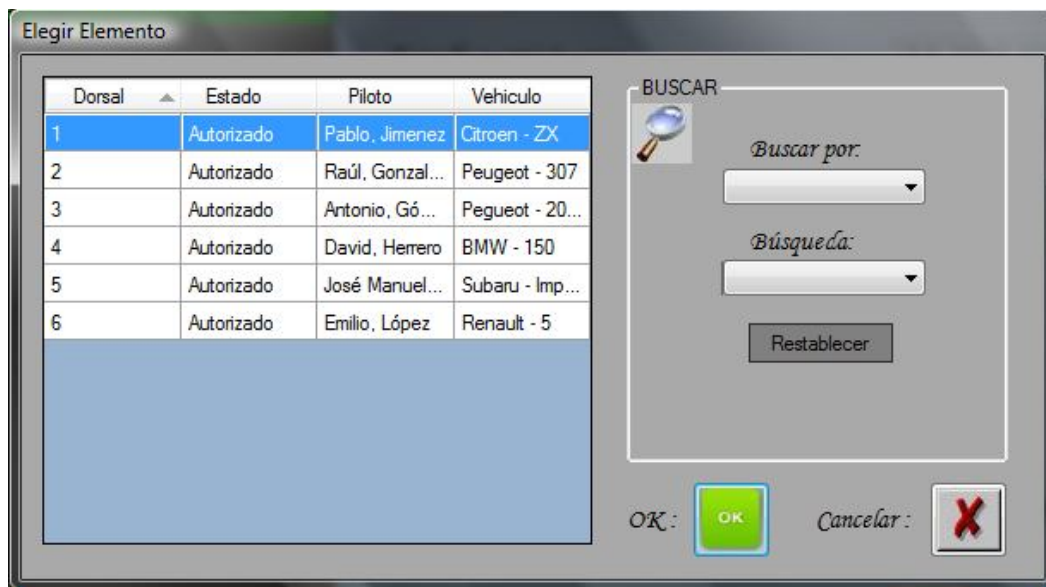 Elegir Elemento
Dorsal Estado Piloto Vehiculo
1 Autorizado Pablo, Jimenez Citroen - ZX
2 Autorizado Raúl, Gonzal... Peugeot - 307
3 Autorizado Antonio, Gó... Pegueot - 20...
4 Autorizado David, Herrero BMW - 150
5 Autorizado José Manuel... Subaru - Imp...
6 Autorizado Emilio, López Renault - 5
BUSCAR
Buscar por:
Búsqueda:
Restablecer
OK : OK Cancelar :